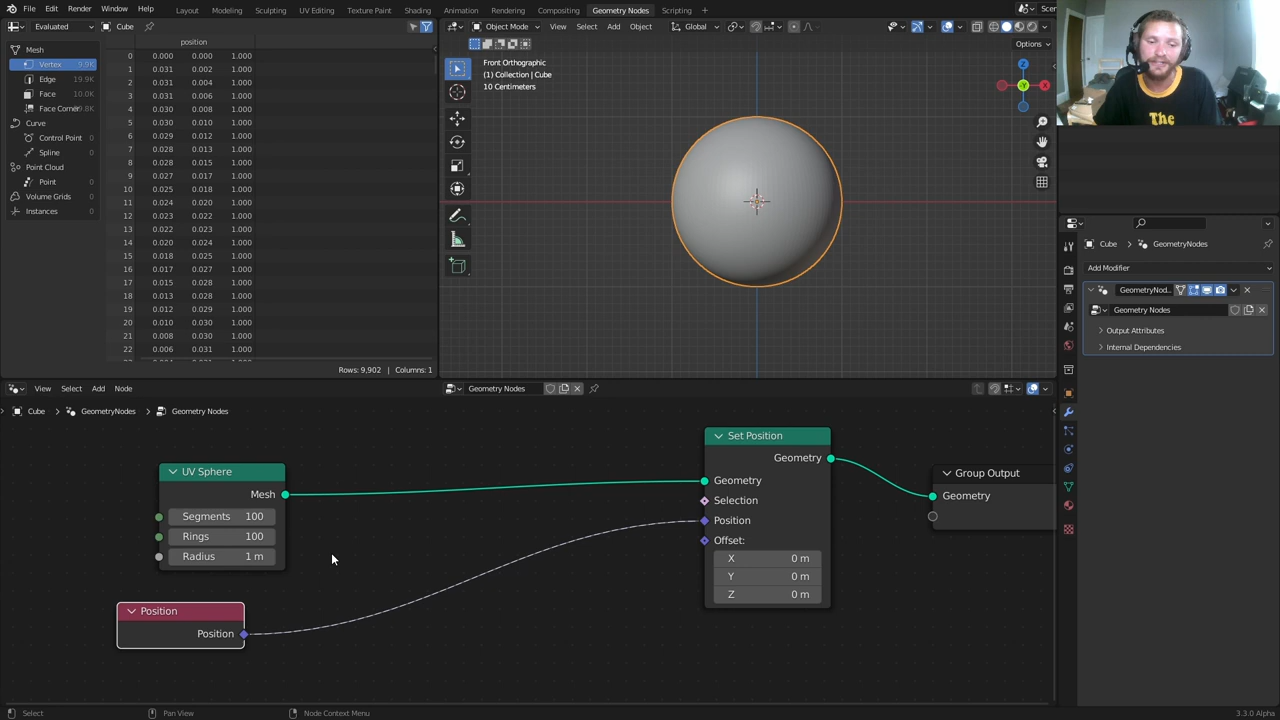 File Edit Render Window Help Layout Modeling Sculpting UV Editing Texture Paint Shading Animation Rendering Compositing Geometry Nodes Scripting Scen
Evaluated Cube
position
Mesh
Vertex 9.9K
Edge 19.9K
Face 10.0K
Face Corner
Curve
Control Point 0
Spline 0
Point Cloud
Point 0
Volume Grids 0
Instances 0
0 0.000 0.000 1.000
1 0.031 0.002 1.000
2 0.031 0.004 1.000
3 0.031 0.006 1.000
4 0.030 0.008 1.000
5 0.030 0.010 1.000
6 0.029 0.012 1.000
7 0.028 0.013 1.000
8 0.028 0.015 1.000
9 0.027 0.017 1.000
10 0.025 0.018 1.000
11 0.024 0.020 1.000
12 0.023 0.022 1.000
13 0.022 0.023 1.000
14 0.020 0.024 1.000
15 0.018 0.025 1.000
16 0.017 0.027 1.000
17 0.015 0.028 1.000
18 0.013 0.028 1.000
19 0.012 0.029 1.000
20 0.010 0.030 1.000
21 0.008 0.030 1.000
22 0.006 0.031 1.000
Rows: 9,902 | Columns: 1
Object Mode View Select Add Object Global
Options
Front Orthographic
(1) Collection | Cube
10 Centimeters
Z
Y
X
The
Cube GeometryNodes
Add Modifier
GeometryNod..
Geometry Nodes
Output Attributes
Internal Dependencies
View Select Add Node Geometry Nodes
Cube GeometryNodes Geometry Nodes
UV Sphere
Mesh
Segments 100
Rings 100
Radius 1 m
Position
Position
Set Position
Geometry
Geometry
Selection
Position
Offset:
X 0 m
Y 0 m
Z 0 m
Group Output
Geometry
Select Pan View Node Context Menu 3.3.0 Alpha